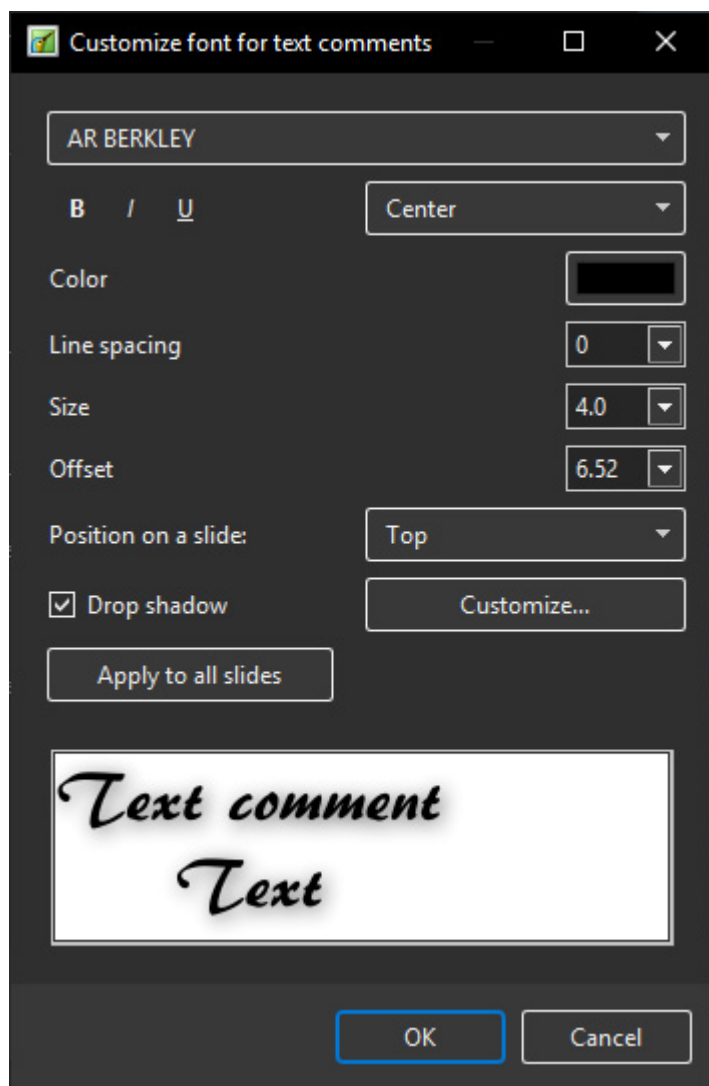 Customize font for text comments
AR BERKLEY
B I U Center
Color
Line spacing 0
Size 4.0
Offset 6.52
Position on a slide: Top
Drop shadow Customize...
Apply to all slides
Text comment
Text
OK Cancel